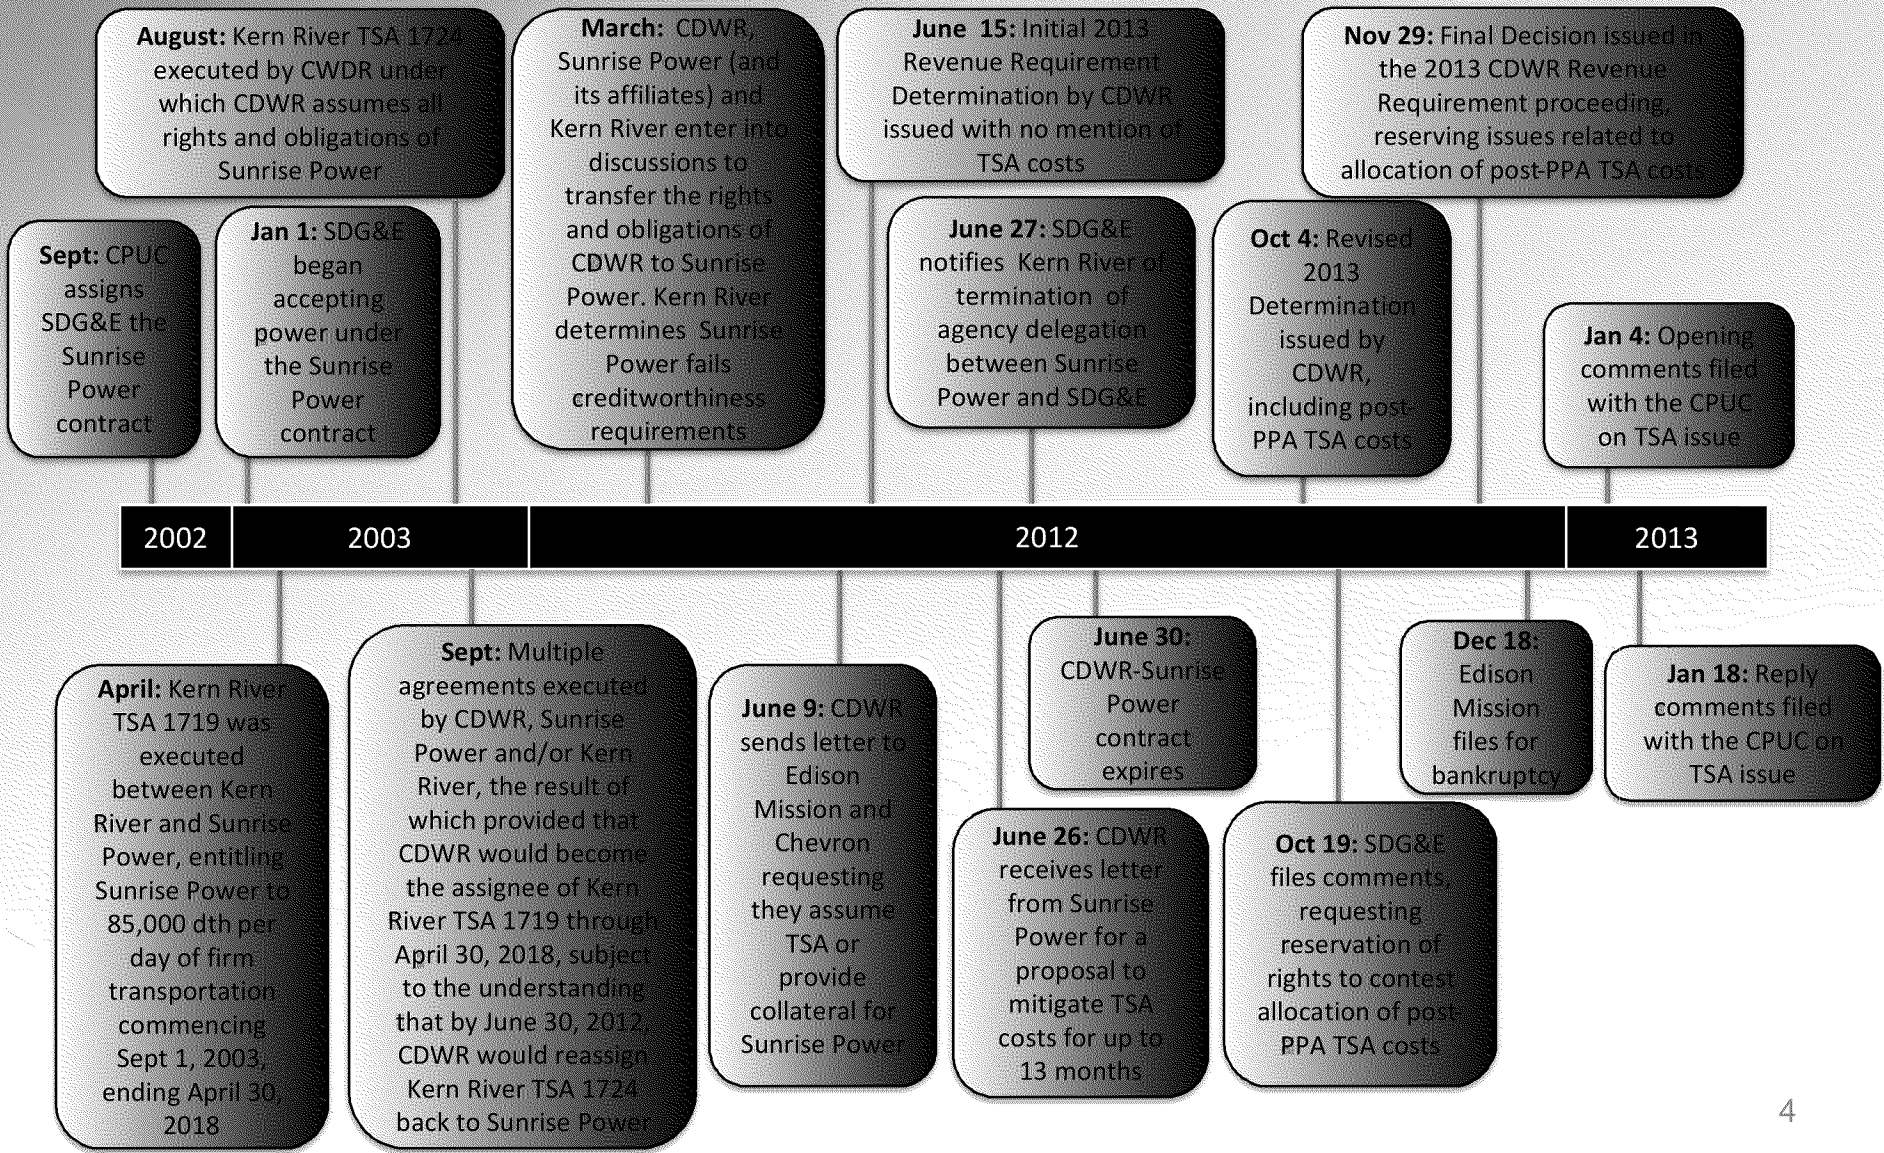 August: Kern River TSA 1724
executed by CWDR under
which CDWR assumes all
rights and obligations of
Sunrise Power
March: CDWR,
Sunrise Power (and
its affiliates) and
Kern River enter into
discussions to
transfer the rights
and obligations of
CDWR to Sunrise
Power. Kern River
determines Sunrise
Power fails
creditworthiness
requirements
June 15: Initial 2013
Revenue Requirement
Determination by CDWR
issued with no mention of
TSA costs
Nov 29: Final Decision issued in
the 2013 CDWR Revenue
Requirement proceeding,
reserving issues related to
allocation of post-PPA TSA costs
Sept: CPUC
assigns
SDG&E the
Sunrise
Power
contract
Jan 1: SDG&E
began
accepting
power under
the Sunrise
Power
contract
June 27: SDG&E
notifies Kern River of
termination of
agency delegation
between Sunrise
Power and SDG&E
Oct 4: Revised
2013
Determination
issued by
CDWR,
including post-
PPA TSA costs
Jan 4: Opening
comments filed
with the CPUC
on TSA issue
2002
2003
2012
2013
April: Kern River
TSA 1719 was
executed
between Kern
River and Sunrise
Power, entitling
Sunrise Power to
85,000 dth per
day of firm
transportation
commencing
Sept 1, 2003,
ending April 30,
2018
Sept: Multiple
agreements executed
by CDWR, Sunrise
Power and/or Kern
River, the result of
which provided that
CDWR would become
the assignee of Kern
River TSA 1719 through
April 30, 2018, subject
to the understanding
that by June 30, 2012,
CDWR would reassign
Kern River TSA 1724
back to Sunrise Power
June 9: CDWR
sends letter to
Edison
Mission and
Chevron
requesting
they assume
TSA or
provide
collateral for
Sunrise Power
June 26: CDWR
receives letter
from Sunrise
Power for a
proposal to
mitigate TSA
costs for up to
13 months
June 30:
CDWR-Sunrise
Power
contract
expires
Oct 19: SDG&E
files comments,
requesting
reservation of
rights to contest
allocation of post-
PPA TSA costs
Dec 18:
Edison
Mission
files for
bankruptcy
Jan 18: Reply
comments filed
with the CPUC on
TSA issue
4